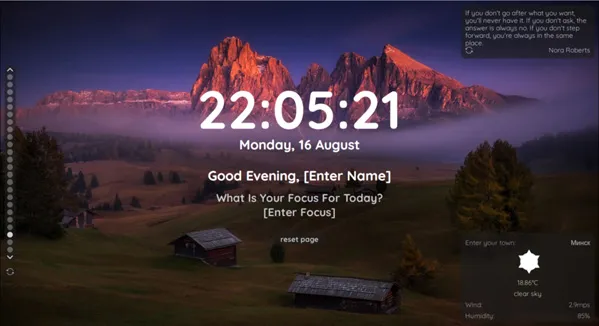 If you don't go after what you want,
you'll never have it. If you don't ask, the
answer is always no. If you don't step
forward, you're always in the same
place.
Nora Roberts
22:05:21
Monday, 16 August
Good Evening, [Enter Name]
What Is Your Focus For Today?
[Enter Focus]
reset page
Enter your town: Минск
18.86°C
clear sky
Wind: 2.9mps
Humidity: 85%